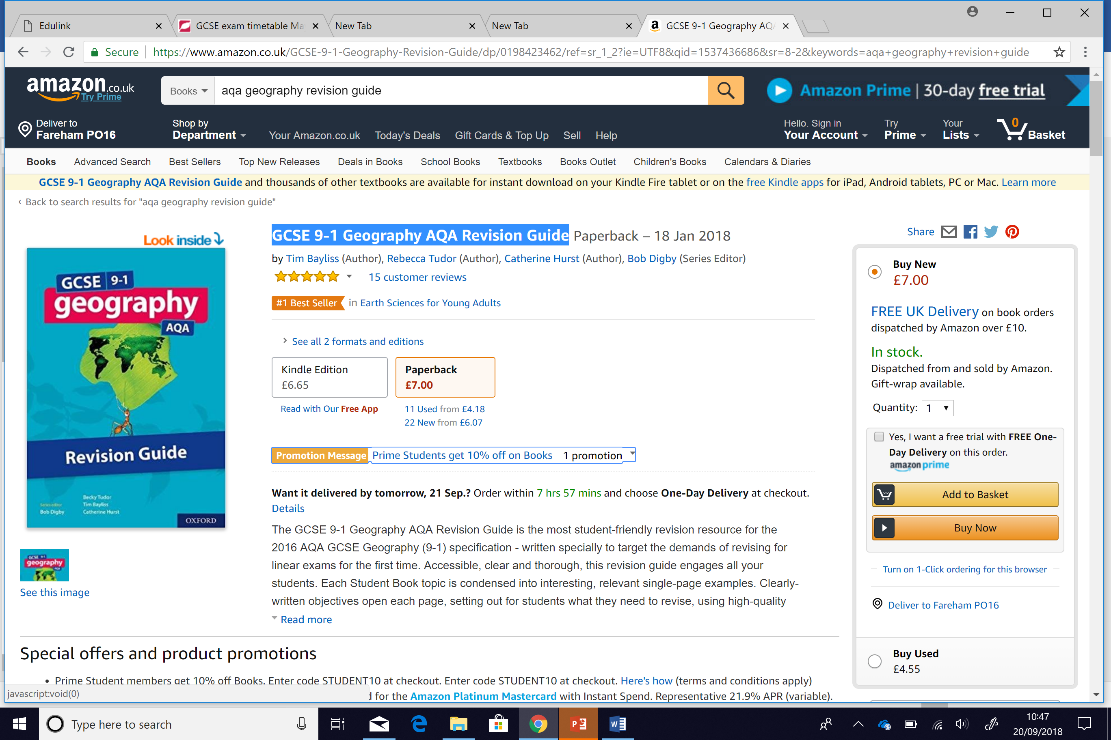 Edulink
GCSE exam timetable Ma
New Tab
New Tab
GCSE 9-1 Geography AQ
Secure
https://www.amazon.co.uk/GCSE-9-1-Geography-Revision-Guide/dp/0198423462/ref=sr_1_2?ie=UTF8&qid=1537436686&sr=8-2&keywords=aqa+geography+revision+guide
amazon.co.uk
Try Prime
Books
aqa geography revision guide
Amazon Prime | 30-day free trial
Deliver to
Fareham PO16
Shop by
Department
Your Amazon.co.uk
Today's Deals
Gift Cards & Top Up
Sell
Help
Hello. Sign in
Your Account
Try
Prime
Your
Lists
0
Basket
Books
Advanced Search
Best Sellers
Top New Releases
Deals in Books
School Books
Textbooks
Books Outlet
Children's Books
Calendars & Diaries
GCSE 9-1 Geography AQA Revision Guide and thousands of other textbooks are available for instant download on your Kindle Fire tablet or on the free Kindle apps for iPad, Android tablets, PC or Mac. Learn more
‹ Back to search results for "aqa geography revision guide"
Look inside
GCSE 9-1
geography
AQA
Revision Guide
Series editor
Bob Digby
Becky Tudor
Tim Bayliss
Catherine Hurst
OXFORD
See this image
GCSE 9-1 Geography AQA Revision Guide Paperback – 18 Jan 2018
by Tim Bayliss (Author), Rebecca Tudor (Author), Catherine Hurst (Author), Bob Digby (Series Editor)
15 customer reviews
#1 Best Seller in Earth Sciences for Young Adults
See all 2 formats and editions
Kindle Edition
£6.65
Paperback
£7.00
Read with Our Free App
11 Used from £4.18
22 New from £6.07
Promotion Message Prime Students get 10% off on Books 1 promotion
Want it delivered by tomorrow, 21 Sep.? Order within 7 hrs 57 mins and choose One-Day Delivery at checkout.
Details
The GCSE 9-1 Geography AQA Revision Guide is the most student-friendly revision resource for the
2016 AQA GCSE Geography (9-1) specification - written specially to target the demands of revising for
linear exams for the first time. Accessible, clear and thorough, this revision guide engages all your
students. Each Student Book topic is condensed into interesting, relevant single-page examples. Clearly-
written objectives open each page, setting out for students what they need to revise, using high-quality
Read more
Share
Buy New
£7.00
FREE UK Delivery on book orders
dispatched by Amazon over £10.
In stock.
Dispatched from and sold by Amazon.
Gift-wrap available.
Quantity: 1
Yes, I want a free trial with FREE One-
Day Delivery on this order.
amazon prime
Add to Basket
Buy Now
Turn on 1-Click ordering for this browser
Deliver to Fareham PO16
Buy Used
£4.55
Special offers and product promotions
• Prime Student members get 10% off Books. Enter code STUDENT10 at checkout. Enter code STUDENT10 at checkout. Here's how (terms and conditions apply)
for the Amazon Platinum Mastercard with Instant Spend. Representative 21.9% APR (variable).
javascript:void(0)
Type here to search
10:47
20/09/2018